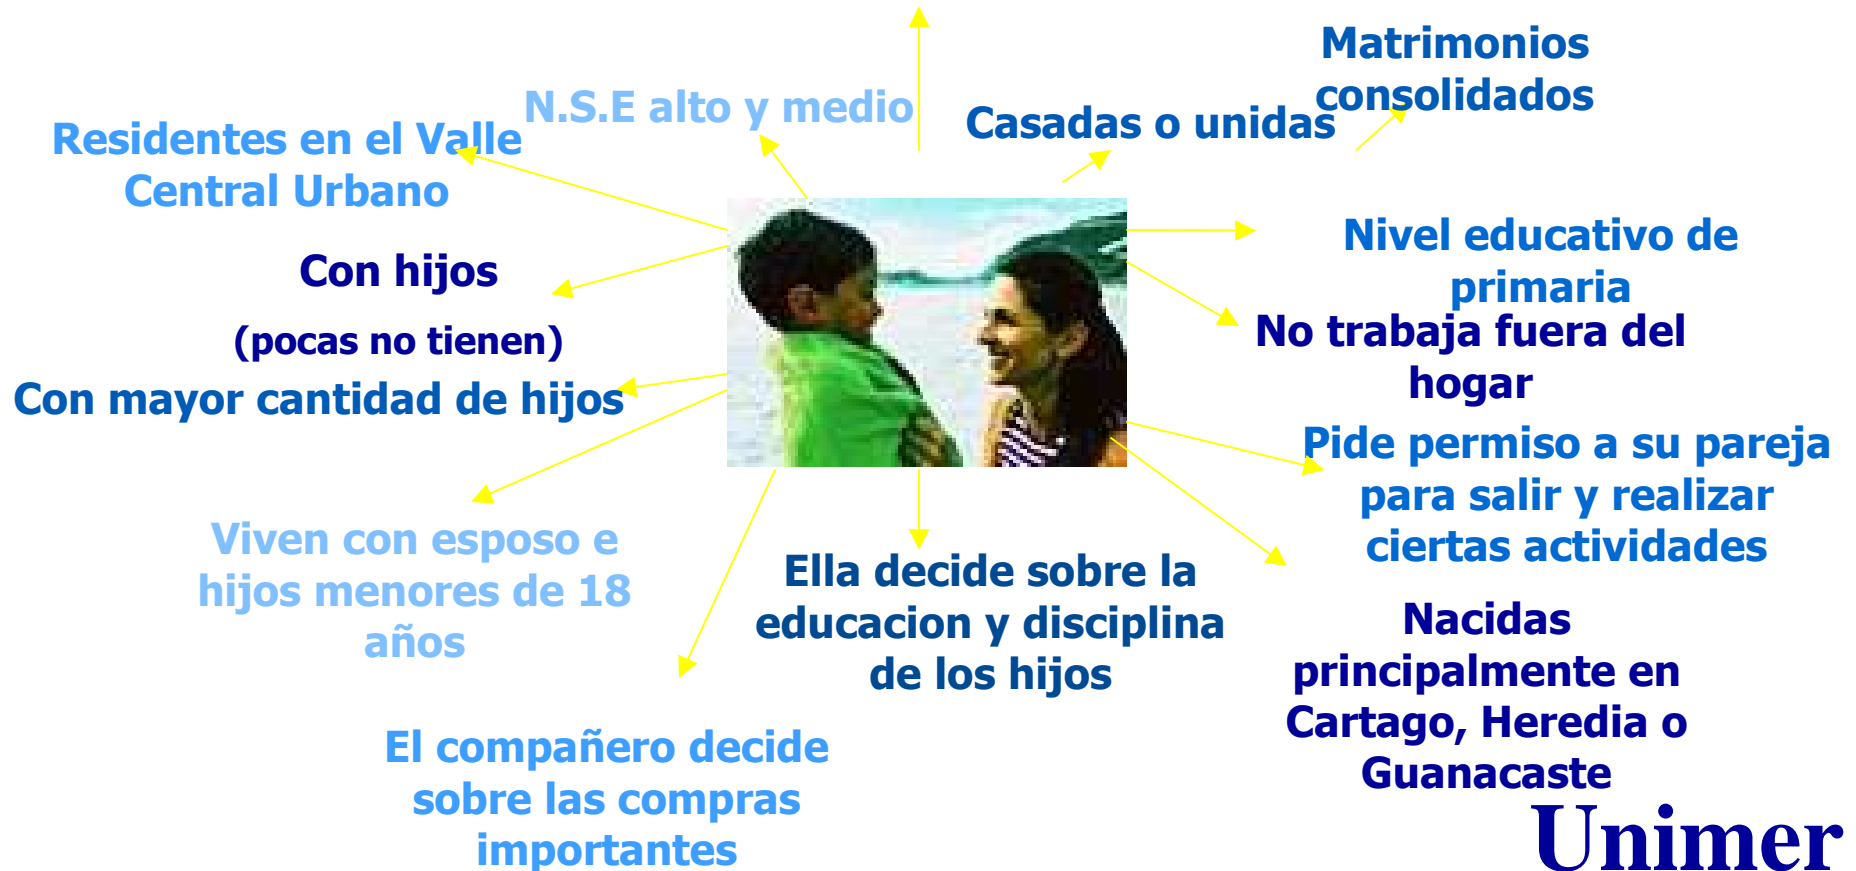 Matrimonios
consolidados
N.S.E alto y medio
Casadas o unidas
Residentes en el Valle
Central Urbano
Nivel educativo de
primaria
Con hijos
(pocas no tienen)
No trabaja fuera del
hogar
Con mayor cantidad de hijos
Pide permiso a su pareja
para salir y realizar
ciertas actividades
Viven con esposo e
hijos menores de 18
años
Ella decide sobre la
educacion y disciplina
de los hijos
Nacidas
principalmente en
Cartago, Heredia o
Guanacaste
El compañero decide
sobre las compras
importantes
Unimer